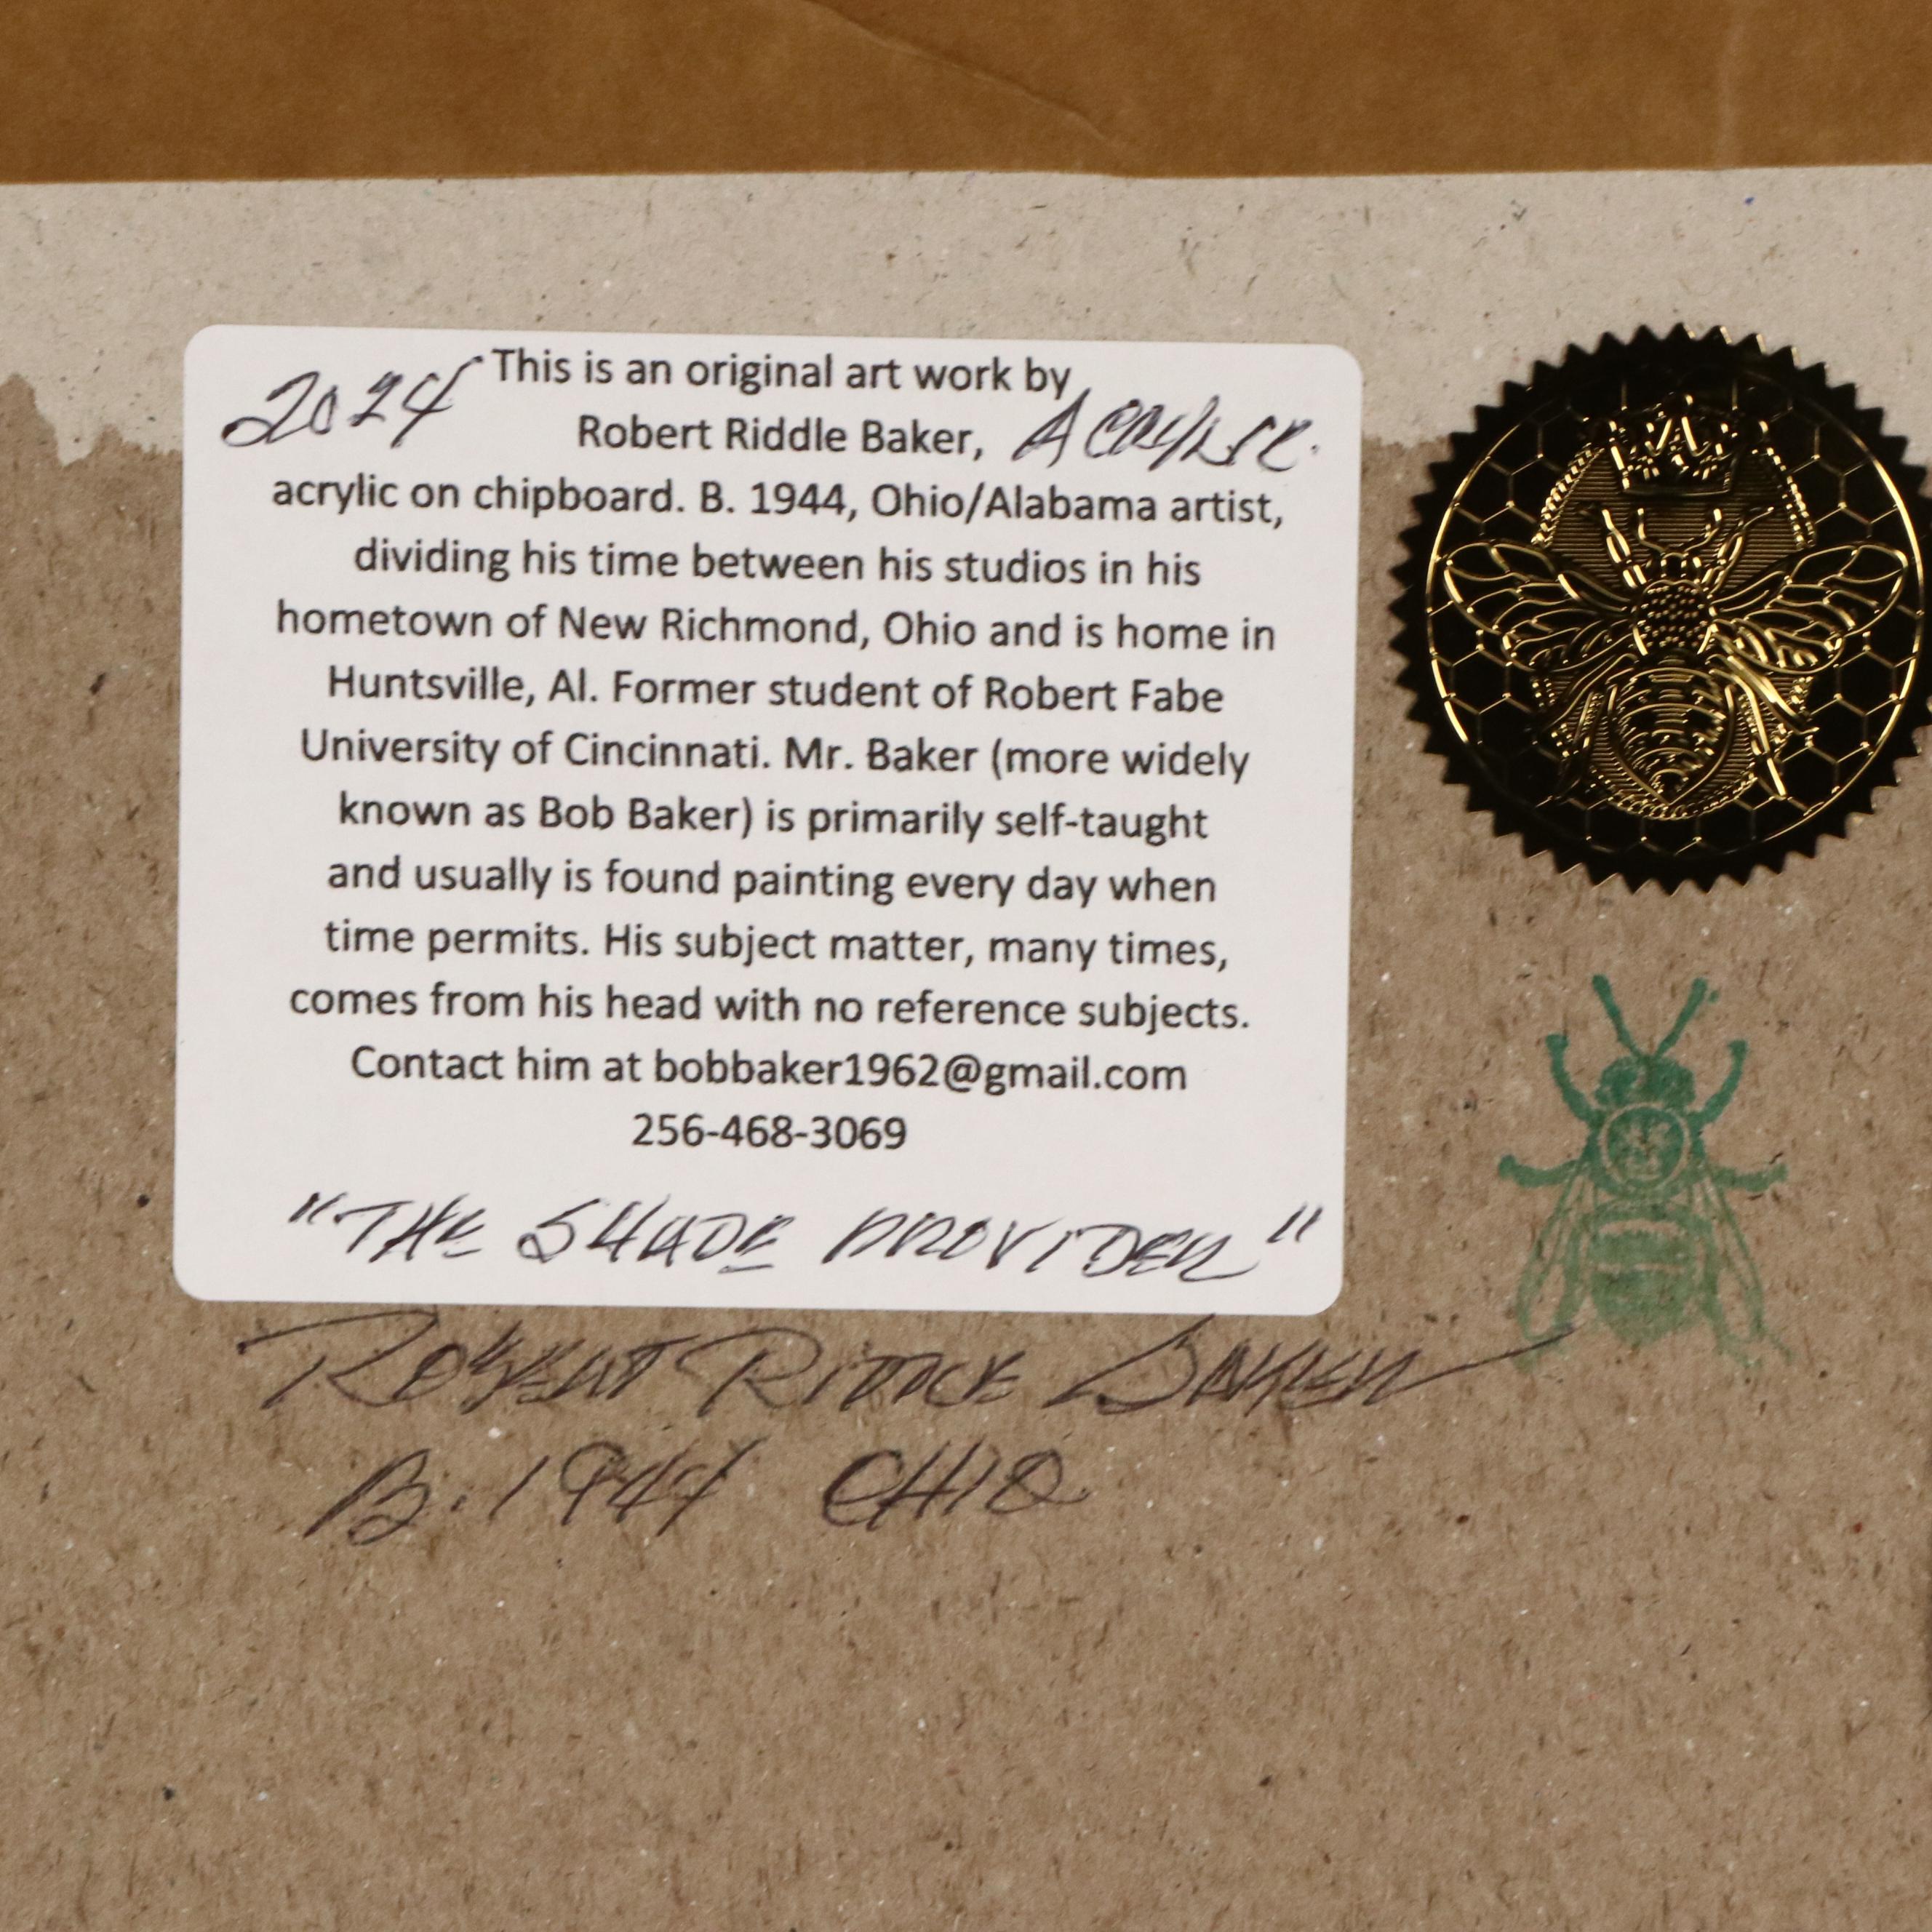 This is an original art work by
2024 Robert Riddle Baker, Acrylic.
acrylic on chipboard. B. 1944, Ohio/Alabama artist,
dividing his time between his studios in his
hometown of New Richmond, Ohio and is home in
Huntsville, Al. Former student of Robert Fabe
University of Cincinnati. Mr. Baker (more widely
known as Bob Baker) is primarily self-taught
and usually is found painting every day when
time permits. His subject matter, many times,
comes from his head with no reference subjects.
Contact him at bobbaker1962@gmail.com
256-468-3069
"THE SHADE PROVIDER"
ROBERT RIDDLE BAKER
B. 1944 OHIO